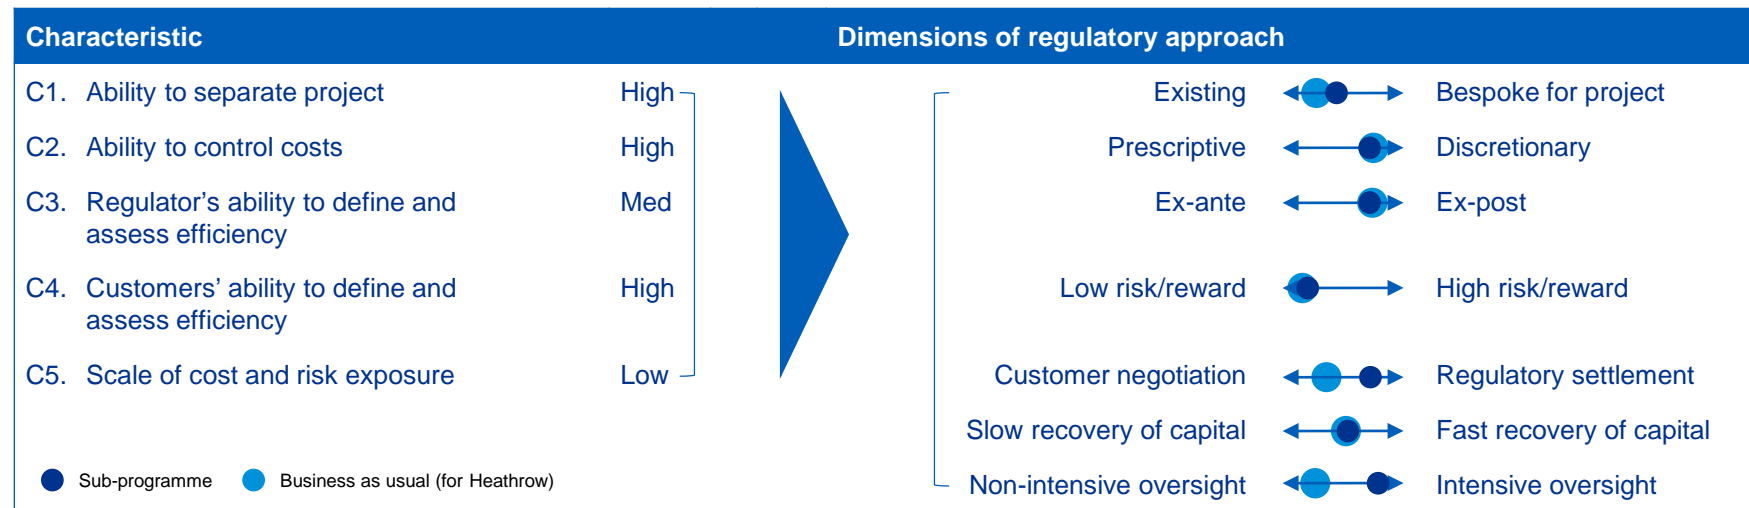 Characteristic
Dimensions of regulatory approach
C1. Ability to separate project High
C2. Ability to control costs High
C3. Regulator’s ability to define and
assess efficiency
Med
C4. Customers’ ability to define and
assess efficiency
High
C5. Scale of cost and risk exposure Low
Existing Bespoke for project
Prescriptive Discretionary
Ex-ante Ex-post
Low risk/reward High risk/reward
Customer negotiation Regulatory settlement
Slow recovery of capital Fast recovery of capital
Non-intensive oversight Intensive oversight
Sub-programme Business as usual (for Heathrow)